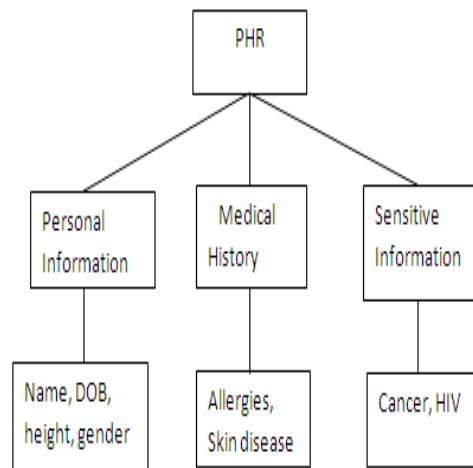 PHR
Personal
Information
Medical
History
Sensitive
Information
Name, DOB,
height, gender
Allergies,
Skin disease
Cancer, HIV